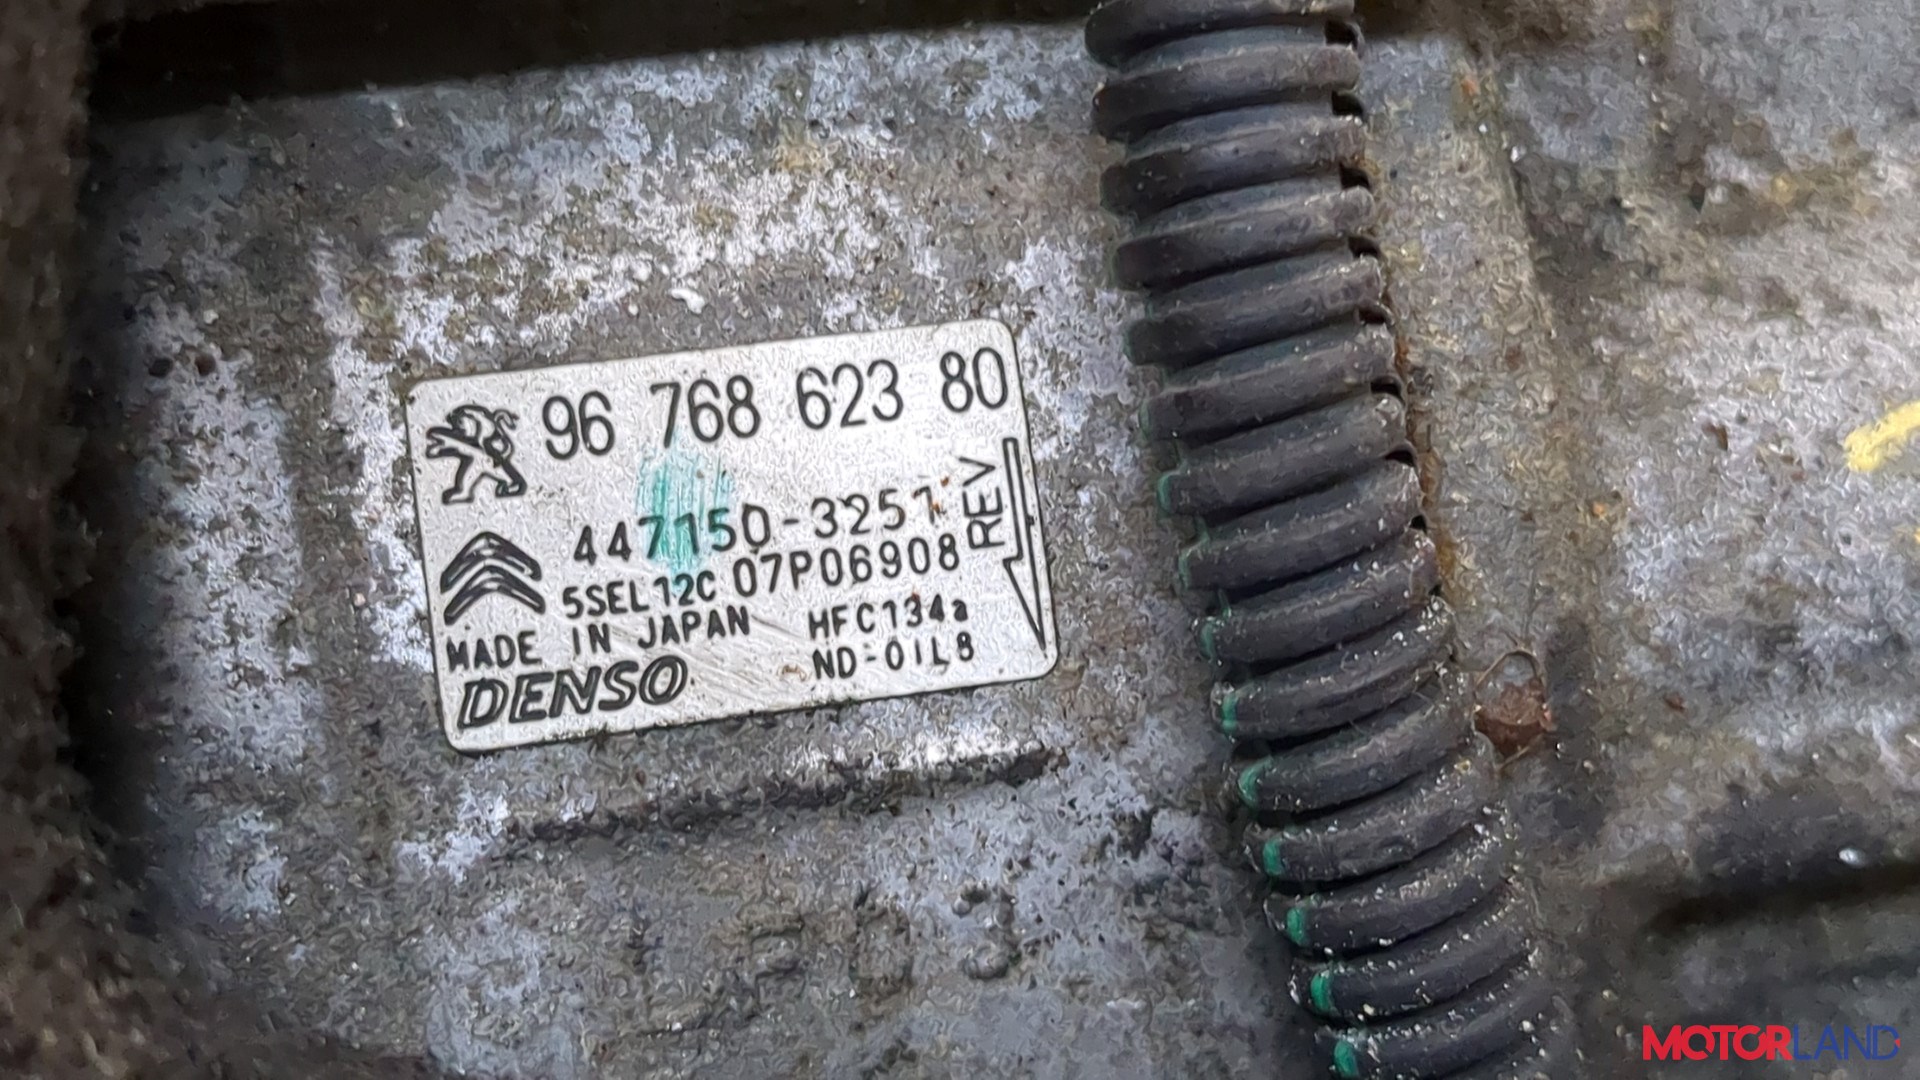 96 768 623 80
447150-3251
5SEL12C 07P06908
REV
MADE IN JAPAN HFC134a
DENSO ND-OIL8
MOTORLAND